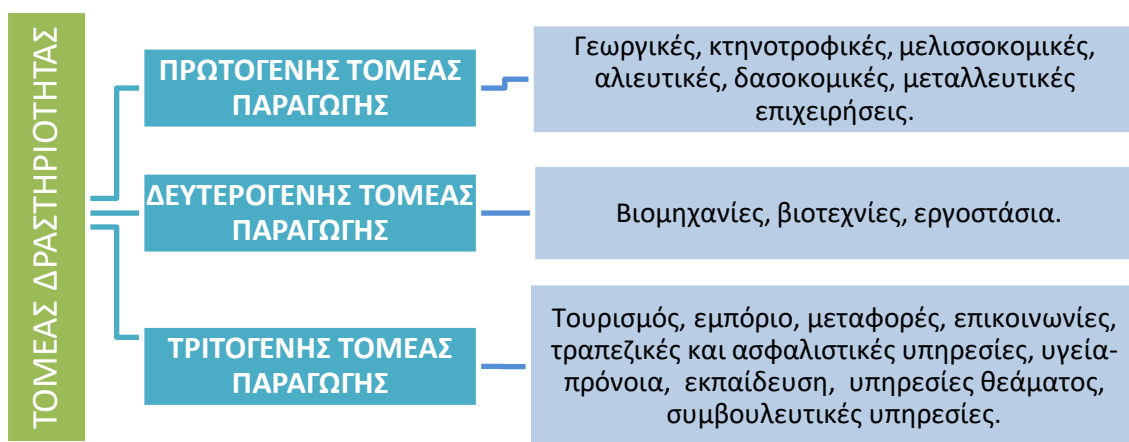 ΤΟΜΕΑΣ ΔΡΑΣΤΗΡΙΟΤΗΤΑΣ
ΠΡΩΤΟΓΕΝΗΣ ΤΟΜΕΑΣ
ΠΑΡΑΓΩΓΗΣ
Γεωργικές, κτηνοτροφικές, μελισσοκομικές,
αλιευτικές, δασοκομικές, μεταλλευτικές
επιχειρήσεις.
ΔΕΥΤΕΡΟΓΕΝΗΣ ΤΟΜΕΑΣ
ΠΑΡΑΓΩΓΗΣ
Βιομηχανίες, βιοτεχνίες, εργοστάσια.
ΤΡΙΤΟΓΕΝΗΣ ΤΟΜΕΑΣ
ΠΑΡΑΓΩΓΗΣ
Τουρισμός, εμπόριο, μεταφορές, επικοινωνίες,
τραπεζικές και ασφαλιστικές υπηρεσίες, υγεία-
πρόνοια, εκπαίδευση, υπηρεσίες θεάματος,
συμβουλευτικές υπηρεσίες.